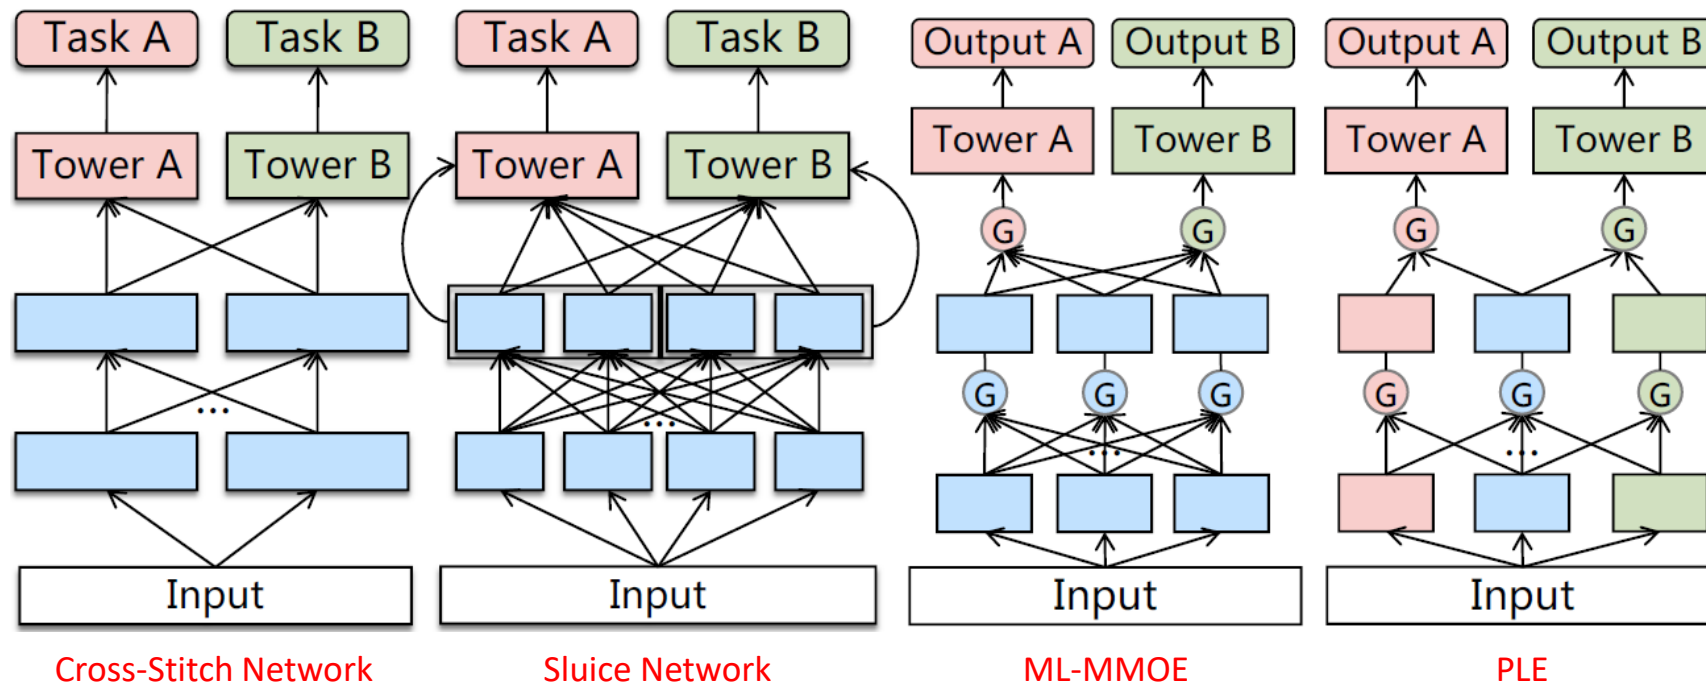 Task A Task B Task A Task B Output A Output B Output A Output B
Tower A Tower B Tower A Tower B Tower A Tower B Tower A Tower B
G G G G
G G G G G G
... ... ... ...
Input Input Input Input
Cross-Stitch Network Sluice Network ML-MMOE PLE